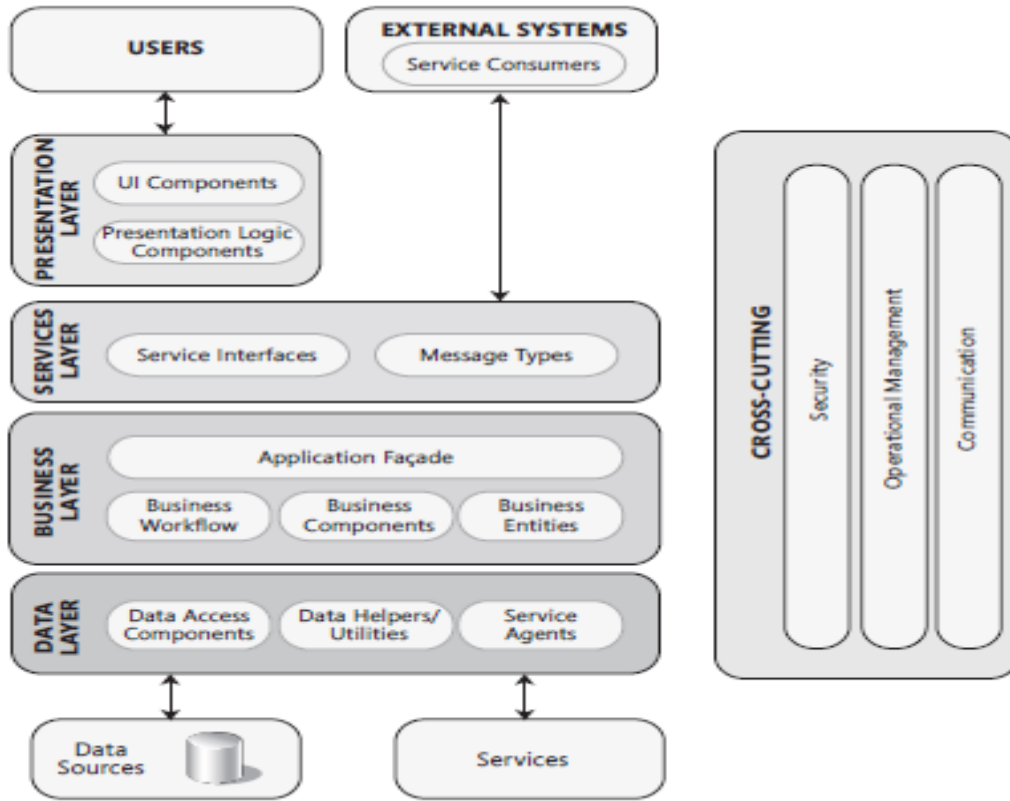 USERS
EXTERNAL SYSTEMS
Service Consumers
PRESENTATION
LAYER
UI Components
Presentation Logic
Components
SERVICES
LAYER
Service Interfaces
Message Types
BUSINESS
LAYER
Application Façade
Business
Workflow
Business
Components
Business
Entities
DATA
LAYER
Data Access
Components
Data Helpers/
Utilities
Service
Agents
Data
Sources
Services
CROSS-CUTTING
Security
Operational Management
Communication